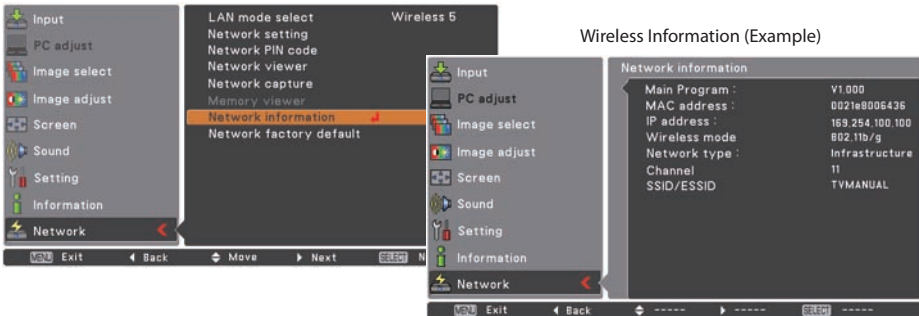 Input
PC adjust
Image select
Image adjust
Screen
Sound
Setting
Information
Network
LAN mode select Wireless 5
Network setting
Network PIN code
Network viewer
Network capture
Memory viewer
Network information
Network factory default
MENU Exit Back Move Next SELECT N
Wireless Information (Example)
Input
PC adjust
Image select
Image adjust
Screen
Sound
Setting
Information
Network
Network information
Main Program : V1.000
MAC address : 0021e8006436
IP address : 169.254.100.100
Wireless mode 802.11b/g
Network type : Infrastructure
Channel 11
SSID/ESSID TVMANUAL
MENU Exit Back ----- ----- SELECT -----